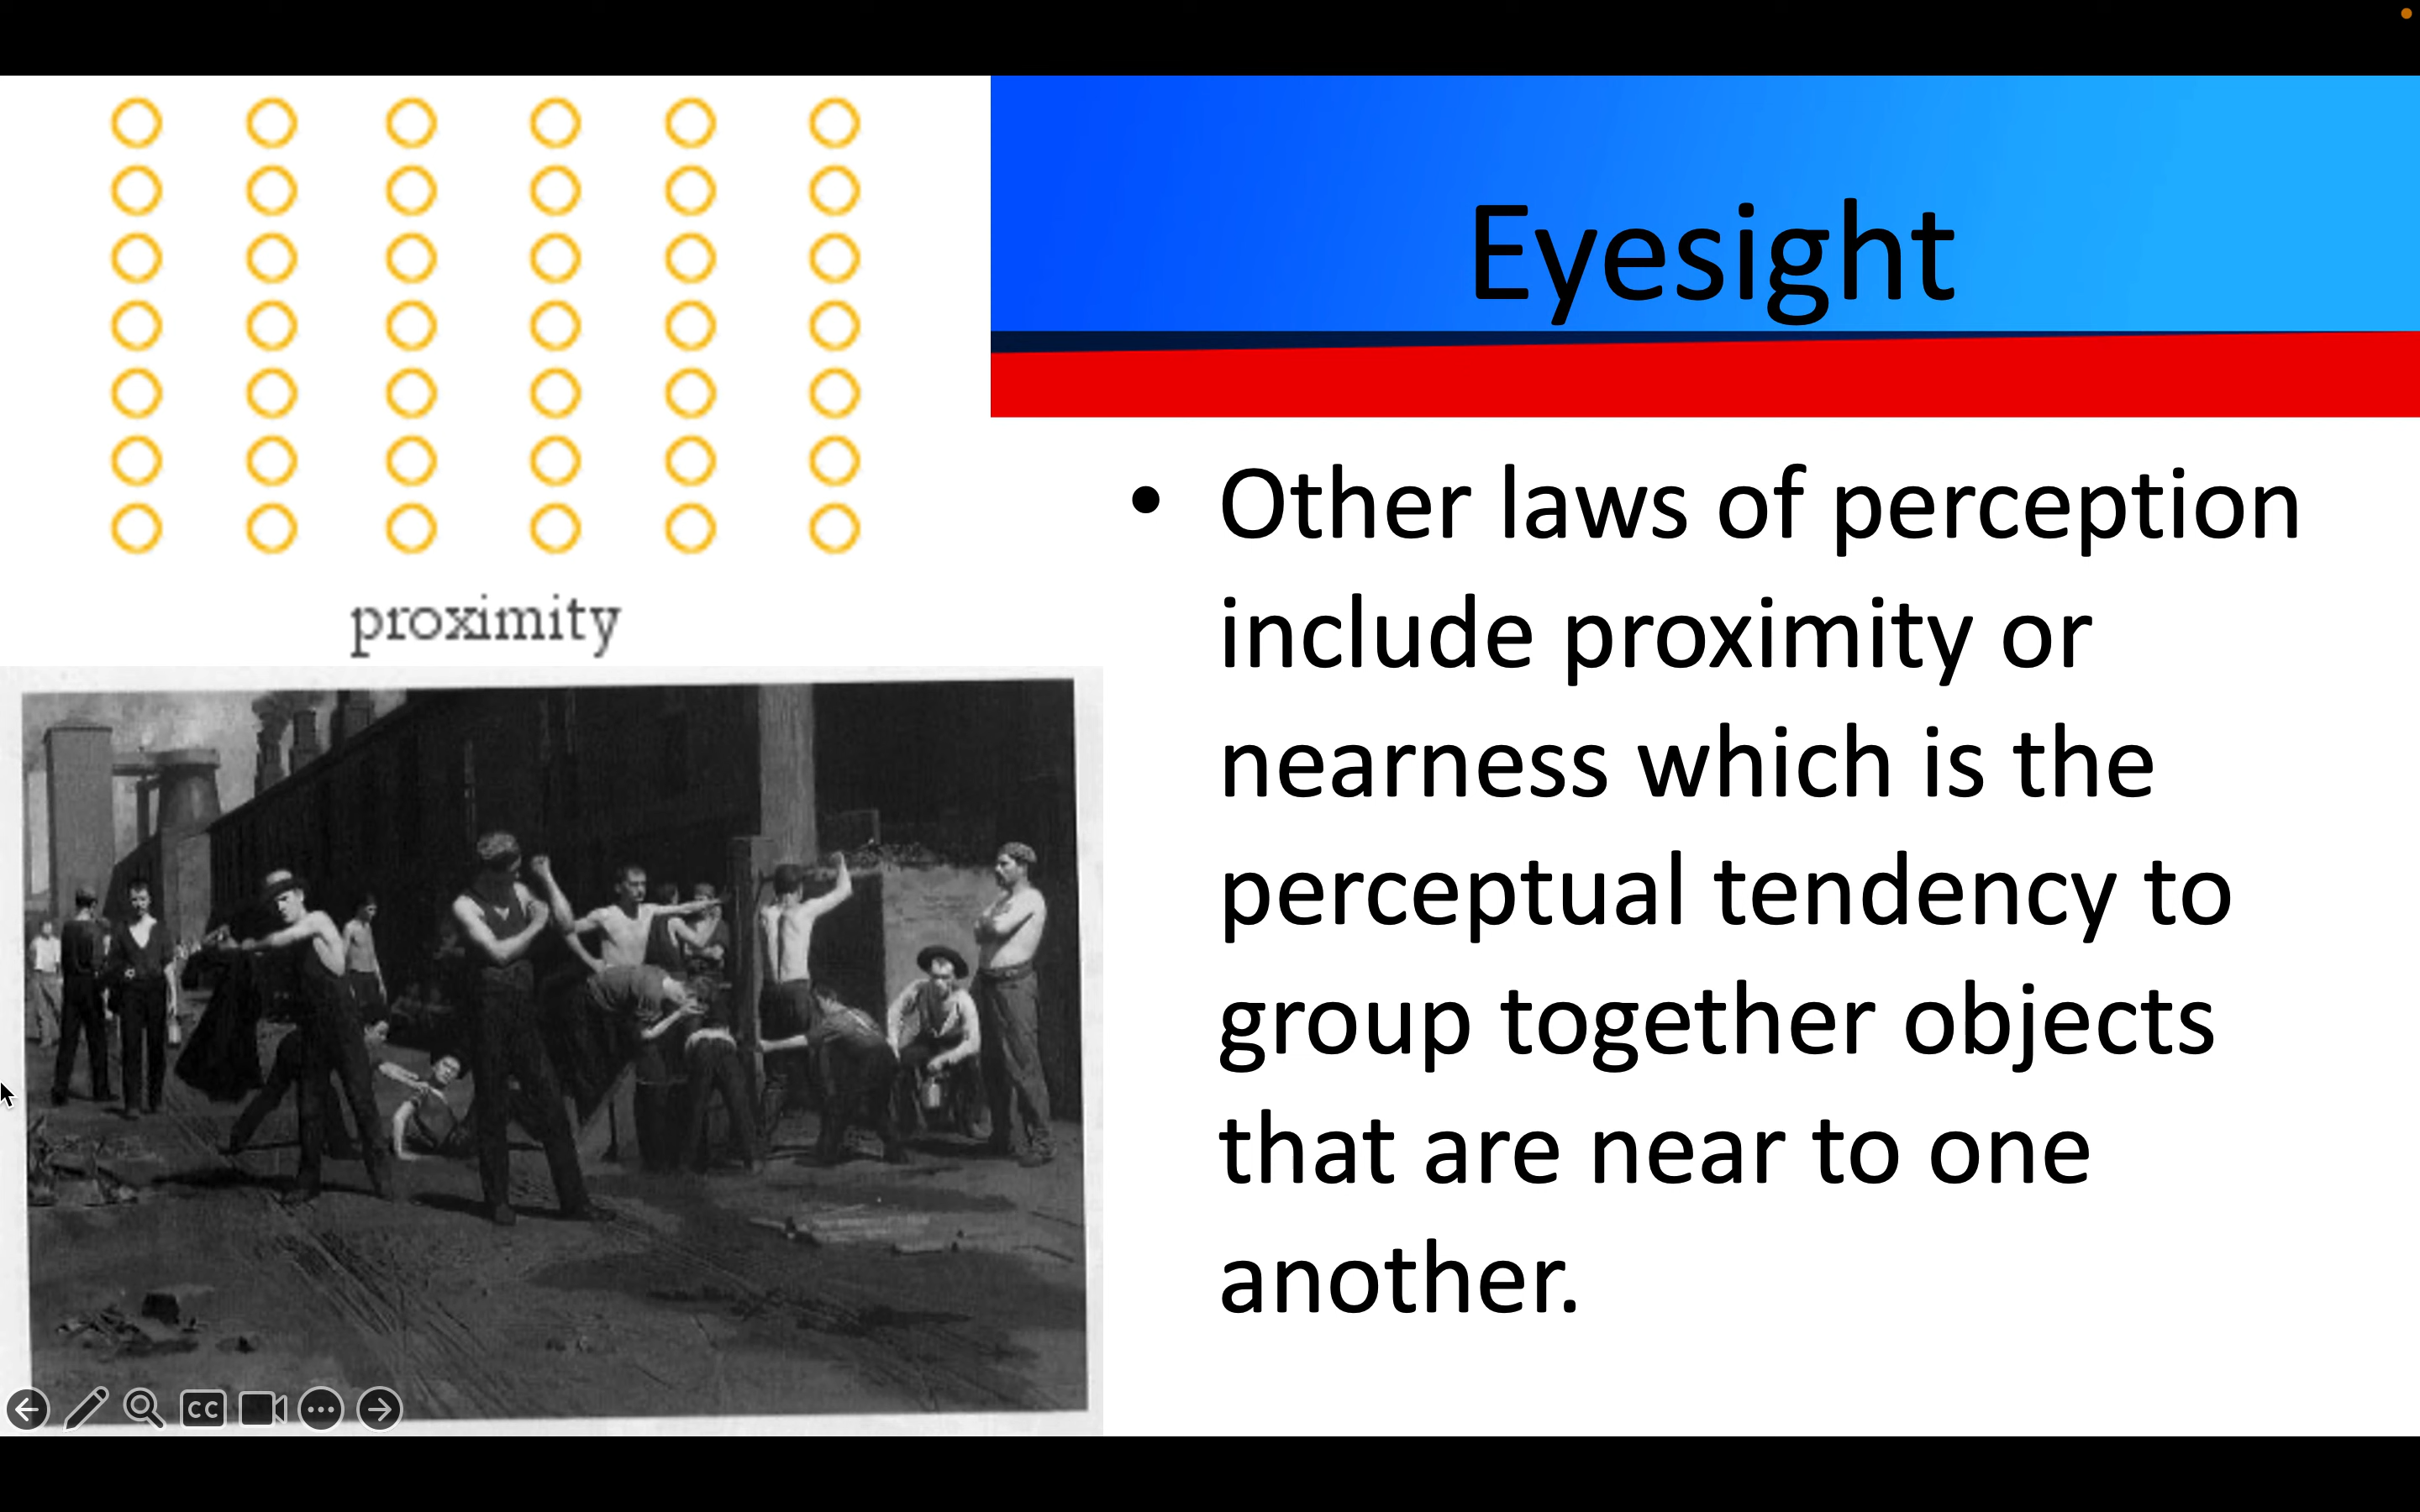 Eyesight
proximity
• Other laws of perception
include proximity or
nearness which is the
perceptual tendency to
group together objects
that are near to one
another.
CC